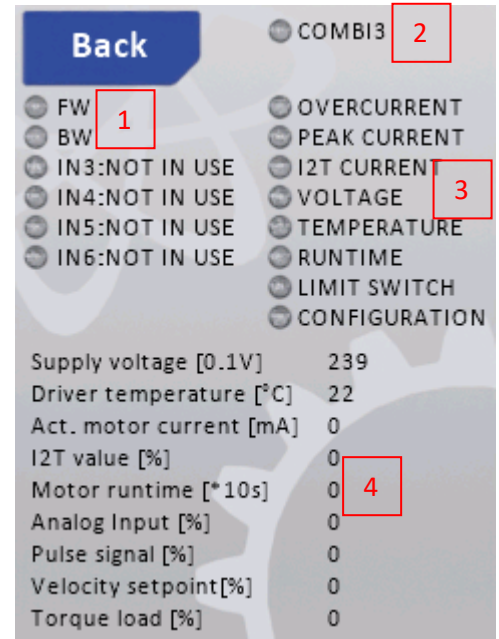 Back
COMBI3
2
FW
BW
1
IN3:NOT IN USE
IN4:NOT IN USE
IN5:NOT IN USE
IN6:NOT IN USE
OVERCURRENT
PEAK CURRENT
I2T CURRENT
VOLTAGE
TEMPERATURE
RUNTIME
LIMIT SWITCH
CONFIGURATION
3
Supply voltage [0.1V] 239
Driver temperature [°C] 22
Act. motor current [mA] 0
I2T value [%] 0
Motor runtime [*10s] 0
4
Analog Input [%] 0
Pulse signal [%] 0
Velocity setpoint[%] 0
Torque load [%] 0